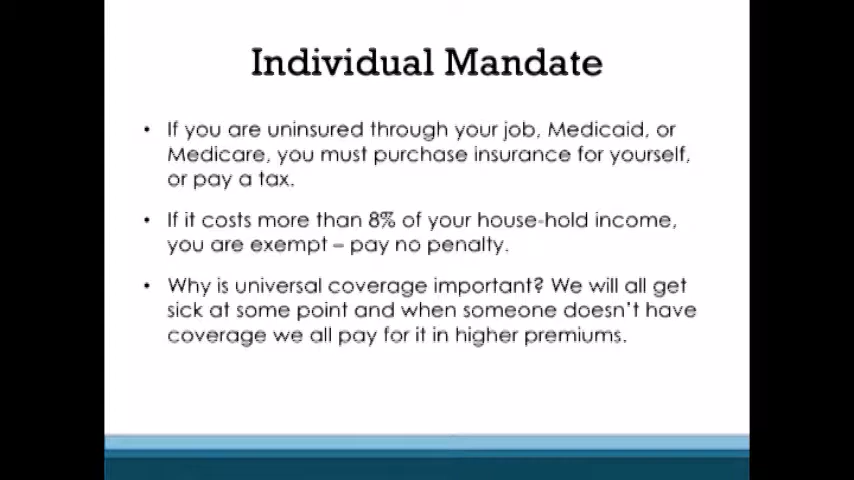 Individual Mandate
• If you are uninsured through your job, Medicaid, or
Medicare, you must purchase insurance for yourself,
or pay a tax.
• If it costs more than 8% of your house-hold income,
you are exempt – pay no penalty.
• Why is universal coverage important? We will all get
sick at some point and when someone doesn't have
coverage we all pay for it in higher premiums.